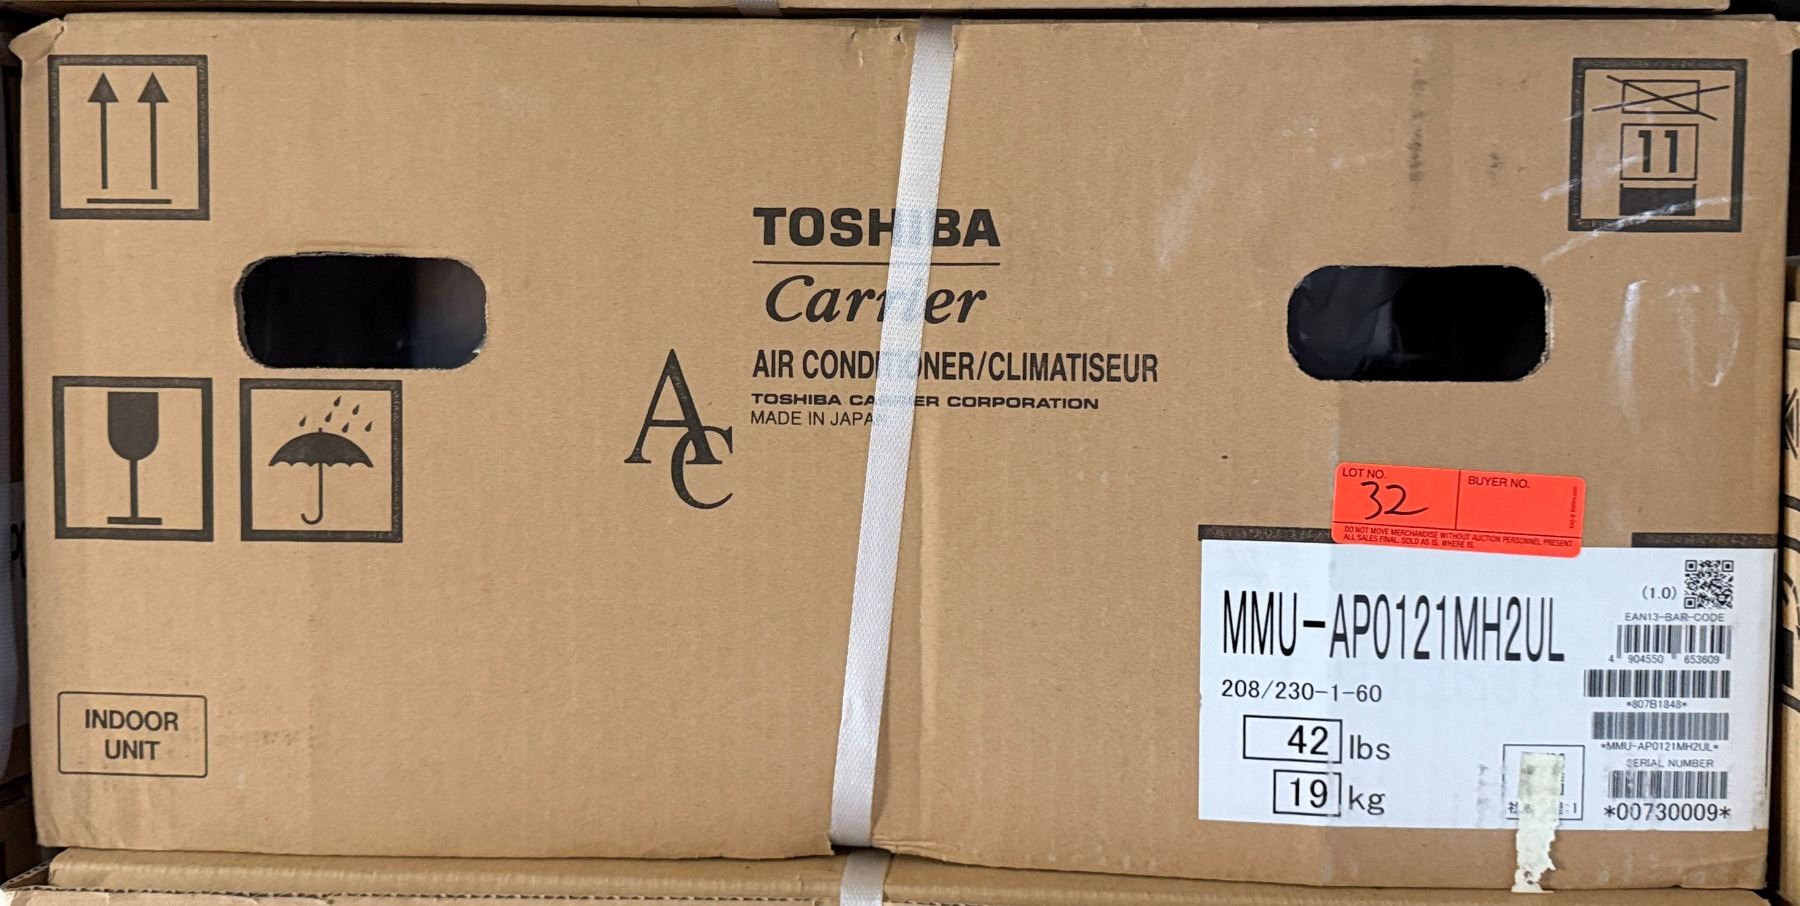 11
TOSHIBA
Carrier
AIR CONDITIONER/CLIMATISEUR
TOSHIBA CARRIER CORPORATION
MADE IN JAPAN
AC
LOT NO.
32
BUYER NO.
DO NOT MOVE MERCHANDISE WITHOUT AUCTION PERSONNEL PRESENT
ALL SALES FINAL. SOLD AS IS. WHERE IS.
MMU-AP0121MH2UL
208/230-1-60
42 lbs
19 kg
(1.0)
EAN13-BAR-CODE
4 904550 653609
*807B1848*
*MMU-AP0121MH2UL*
SERIAL NUMBER
*00730009*
INDOOR
UNIT